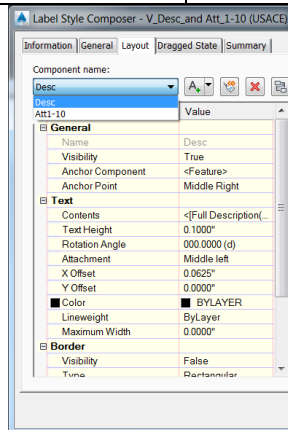 Label Style Composer - V_Desc_and Att_1-10 (USACE)
Information General Layout Dragged State Summary
Component name:
Desc
Desc
Att1-10
Value
General
Name Desc
Visibility True
Anchor Component <Feature>
Anchor Point Middle Right
Text
Contents <[Full Description(...
Text Height 0.1000"
Rotation Angle 000.0000 (d)
Attachment Middle left
X Offset 0.0625"
Y Offset 0.0000"
Color BYLAYER
Lineweight ByLayer
Maximum Width 0.0000"
Border
Visibility False
Type Rectangular